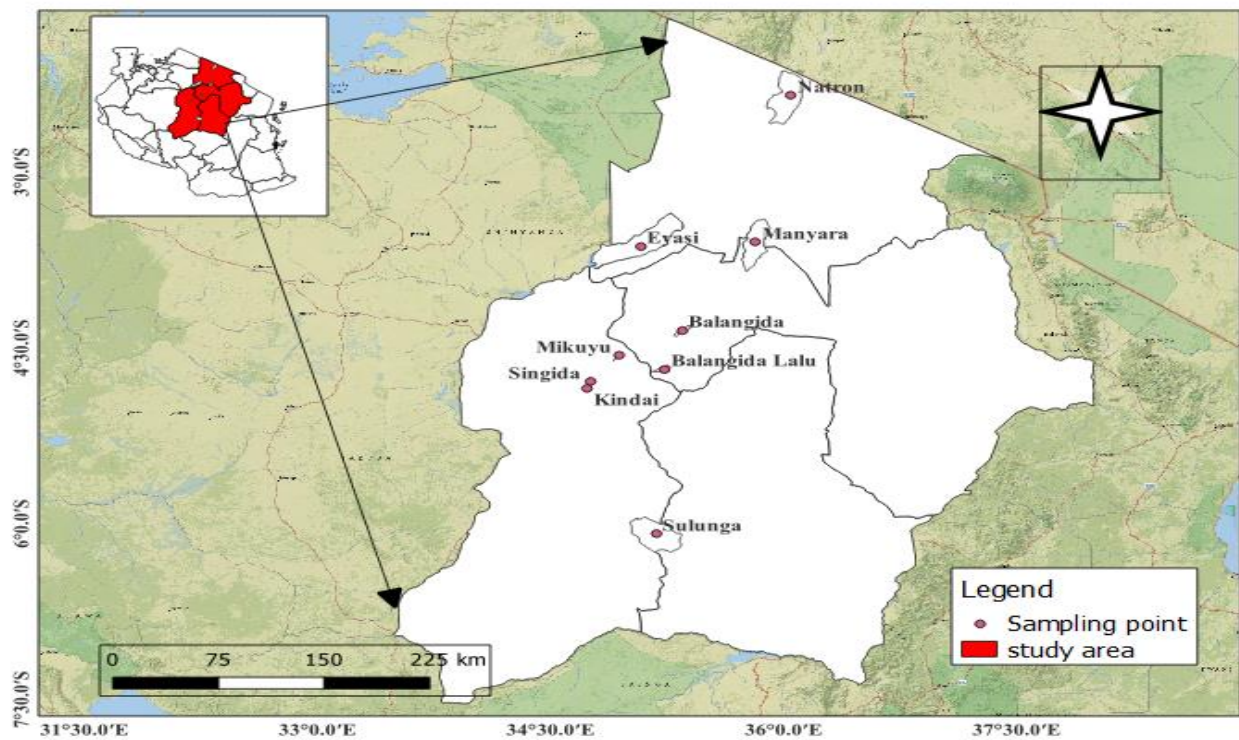 Natron
3°0.0'S
Eyasi
Manyara
Balangida
4°30.0'S
Mikuyu
Balangida Lalu
Singida
Kindai
6°0.0'S
Sulunga
Legend
Sampling point
study area
0 75 150 225 km
7°30.0'S
31°30.0'E 33°0.0'E 34°30.0'E 36°0.0'E 37°30.0'E